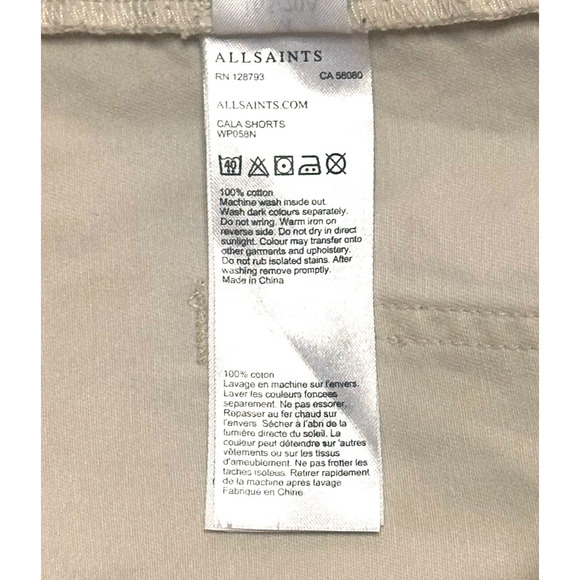 ALLSAINTS
RN 128793 CA 58080
ALLSAINTS.COM
CALA SHORTS
WP058N
40
100% cotton
Machine wash inside out.
Wash dark colours separately.
Do not wring. Warm iron on
reverse side. Do not dry in direct
sunlight. Colour may transfer onto
other garments and upholstery.
Do not rub isolated stains. After
washing remove promptly.
Made in China
100% coton
Lavage en machine sur l'envers.
Laver les couleurs foncées
separement. Ne pas essorer.
Repasser au fer chaud sur
l'envers. Sécher à l'abri de la
lumière directe du soleil. La
couleur peut déteindre sur 'autres
vêtements ou sur les tissus
d'ameublement. Ne pas frotter les
taches isolées. Retirer rapidement
de la machine après lavage
Fabrique en Chine